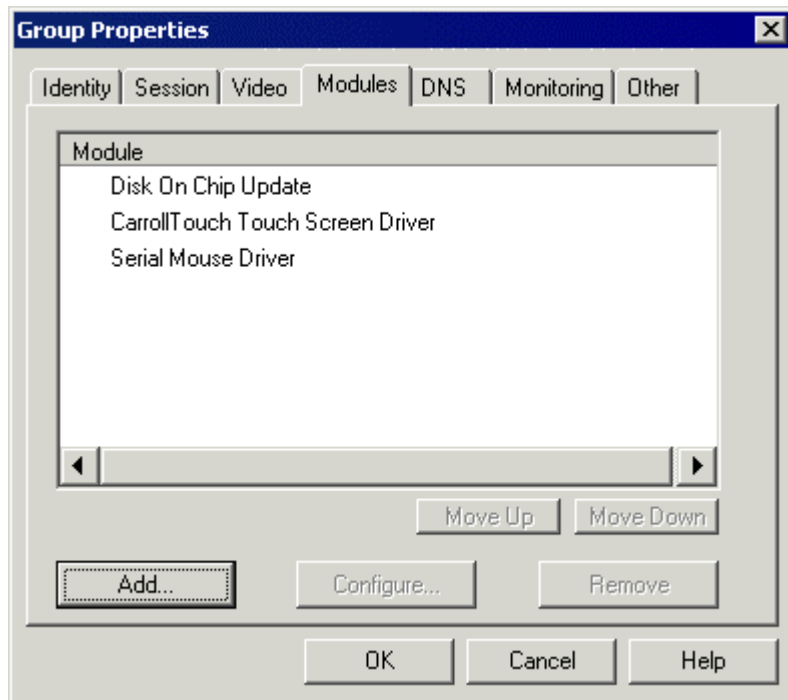 Group Properties
Identity Session Video Modules DNS Monitoring Other
Module
Disk On Chip Update
CarrollTouch Touch Screen Driver
Serial Mouse Driver
Move Up Move Down
Add... Configure... Remove
OK Cancel Help